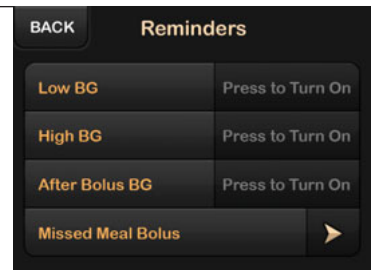 BACK Reminders
Low BG Press to Turn On
High BG Press to Turn On
After Bolus BG Press to Turn On
Missed Meal Bolus